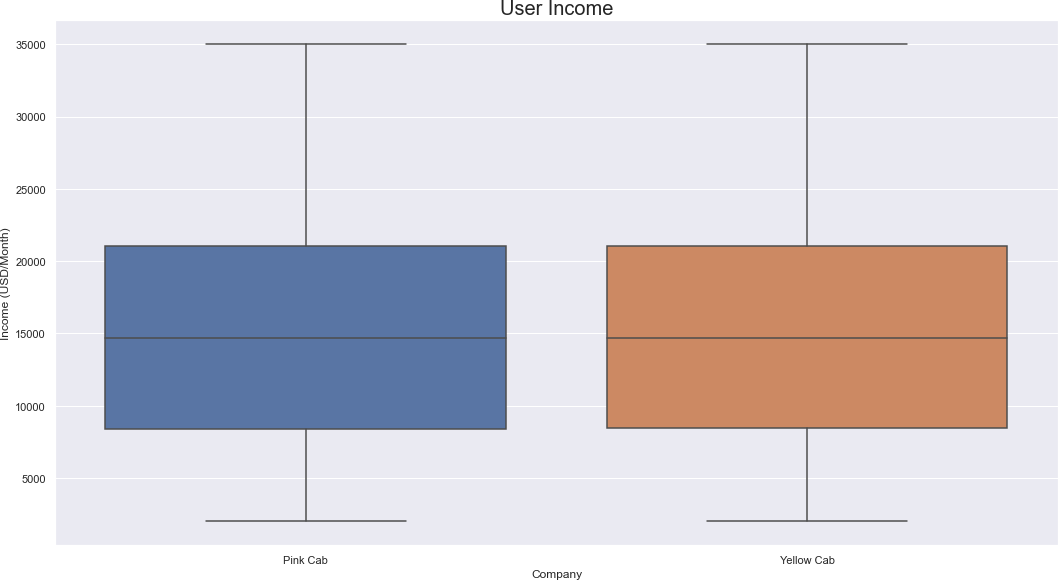 User Income
Income (USD/Month)
35000
30000
25000
20000
15000
10000
5000
Pink Cab
Yellow Cab
Company